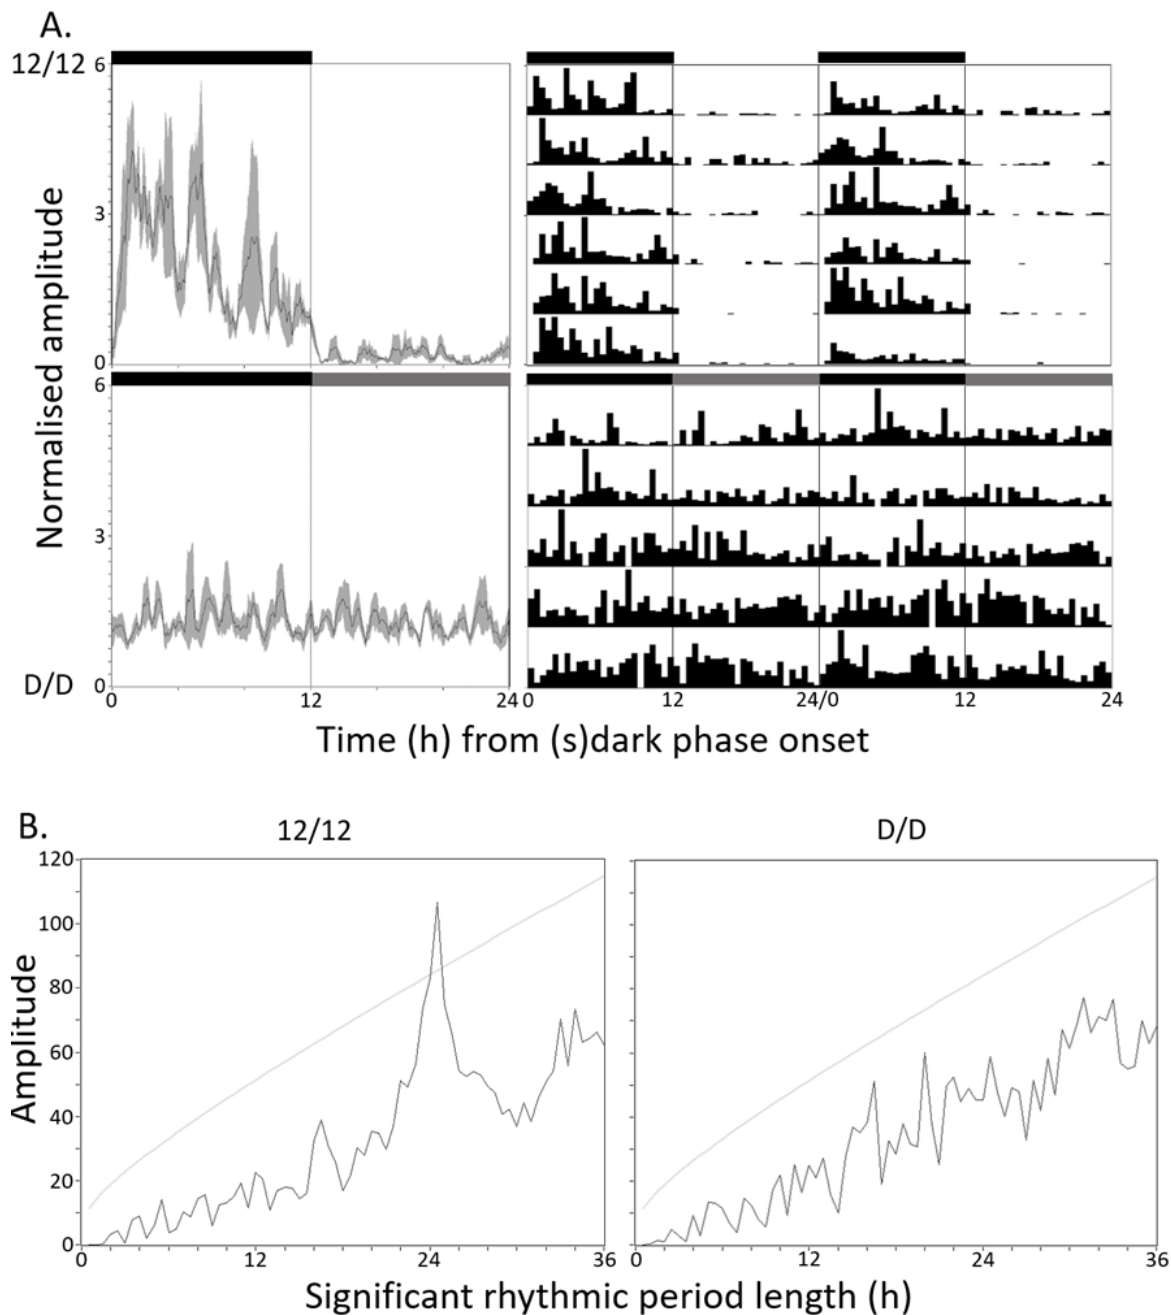 A.
12/12
6
3
0
Normalised amplitude
6
3
0
D/D
0 12 24 0 12 24/0 12 24
Time (h) from (s)dark phase onset
B.
12/12 D/D
120
100
80
60
40
20
0
Amplitude
0 12 24 36 0 12 24 36
Significant rhythmic period length (h)